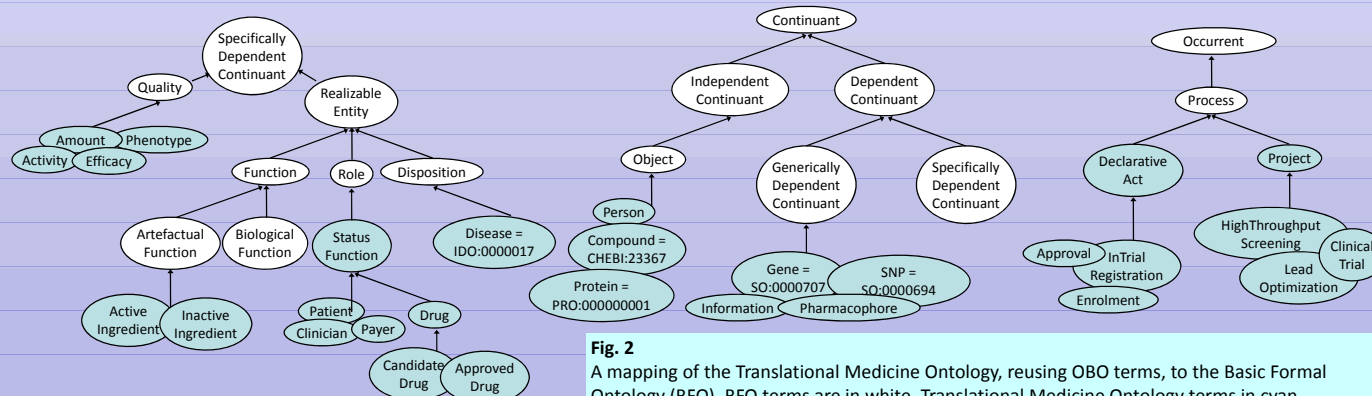 Specifically
Dependent
Continuant
Quality
Realizable
Entity
Amount
Phenotype
Activity
Efficacy
Function
Role
Disposition
Artefactual
Function
Biological
Function
Status
Function
Disease =
IDO:0000017
Active
Ingredient
Inactive
Ingredient
Patient
Clinician
Payer
Drug
Candidate
Drug
Approved
Drug
Continuant
Independent
Continuant
Dependent
Continuant
Object
Generically
Dependent
Continuant
Specifically
Dependent
Continuant
Person
Compound =
CHEBI:23367
Protein =
PRO:000000001
Gene =
SO:0000707
SNP =
SO:0000694
Information
Pharmacophore
Occurrent
Process
Declarative
Act
Project
Approval
InTrial
Registration
Enrolment
HighThroughput
Screening
Clinical
Trial
Lead
Optimization
Fig. 2
A mapping of the Translational Medicine Ontology, reusing OBO terms, to the Basic Formal
Ontology (BFO). BFO terms are in white, Translational Medicine Ontology terms in cyan